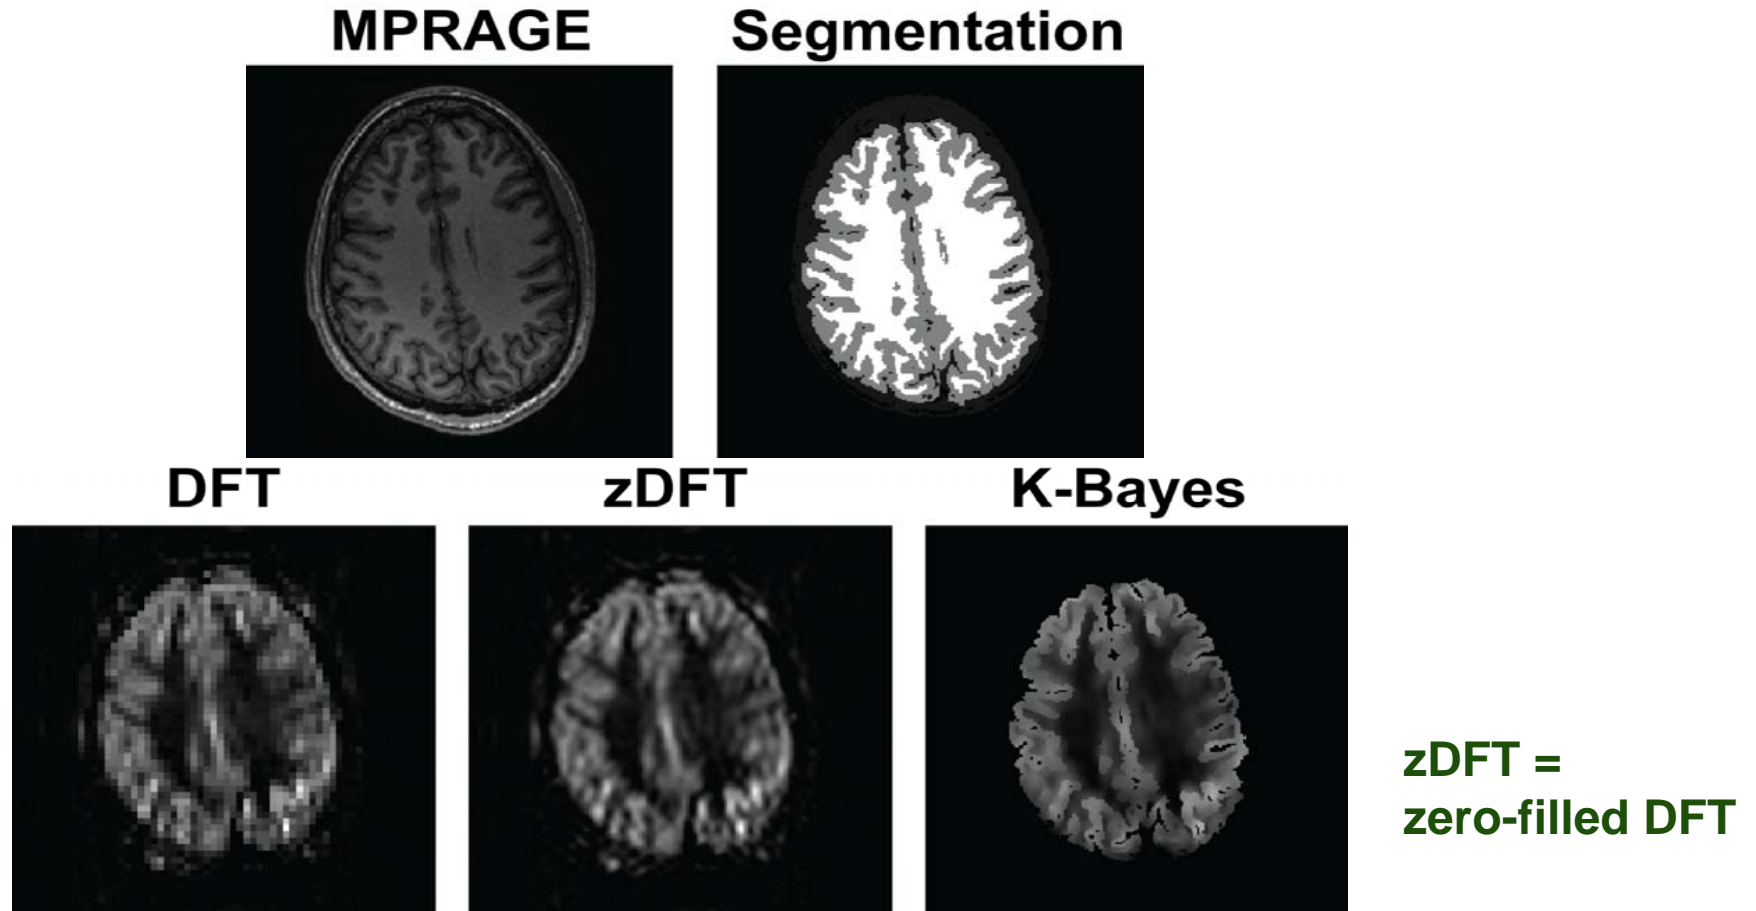 MPRAGE
Segmentation
DFT
zDFT
K-Bayes
zDFT =
zero-filled DFT